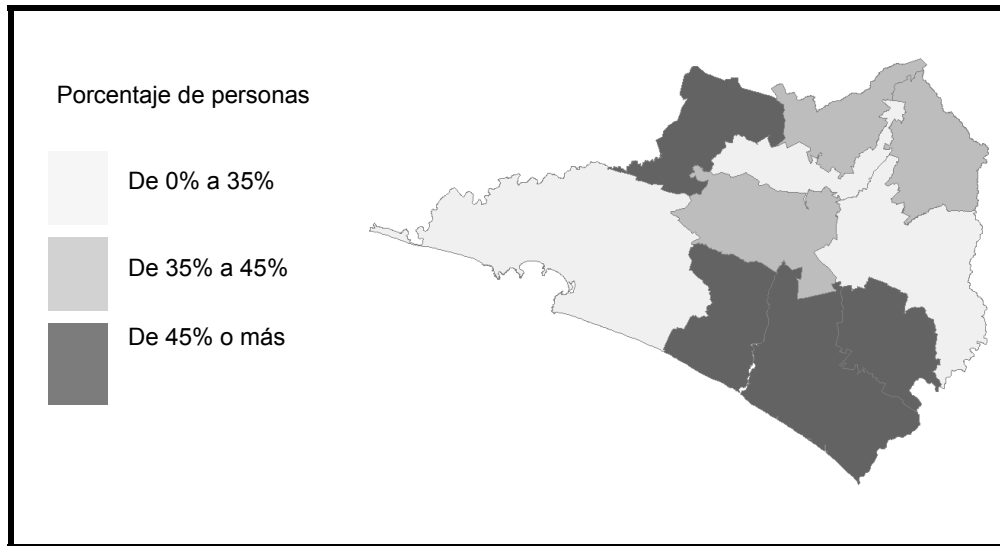 Porcentaje de personas
De 0% a 35%
De 35% a 45%
De 45% o más